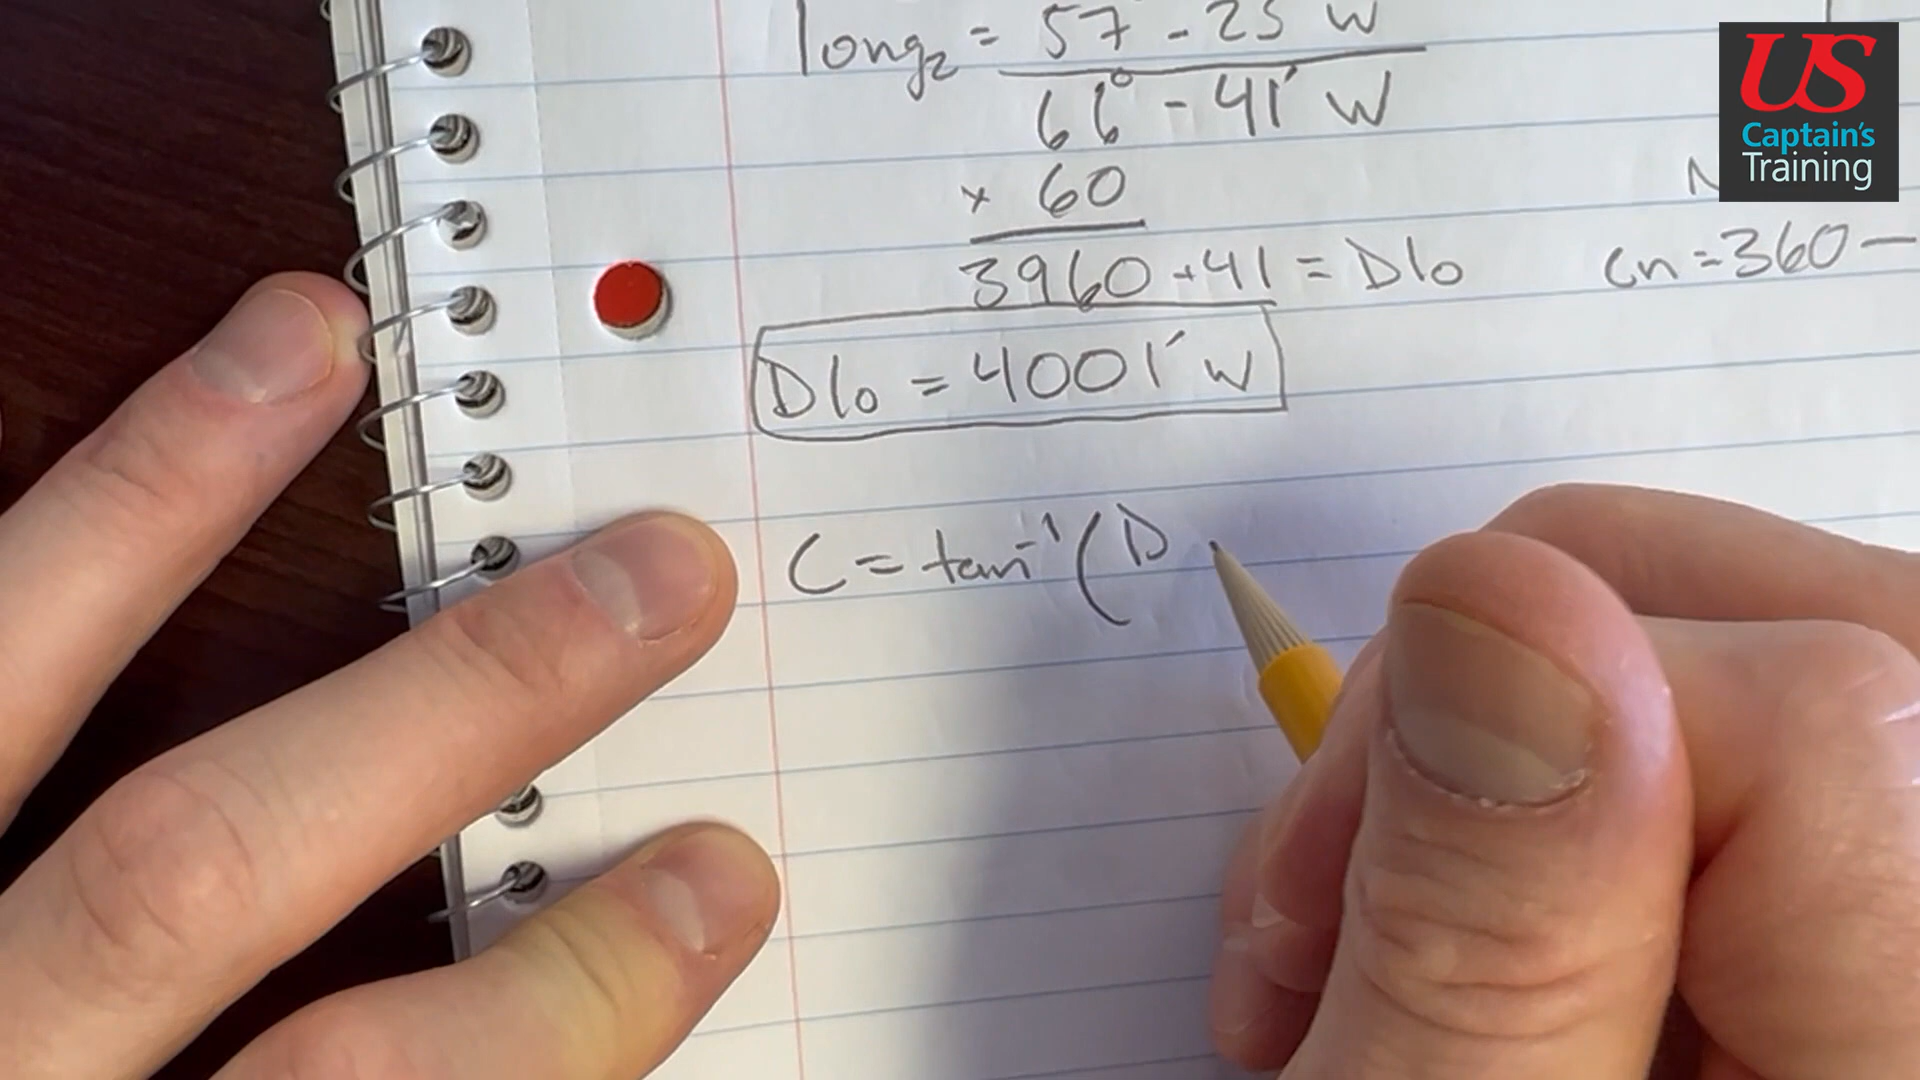 long₂ = 57° - 25' W
66° - 41' W
x 60
3960 + 41 = Dlo
Dlo = 4001' W
C = tan⁻¹ ( D
N
Cn = 360 –
US
Captain's
Training